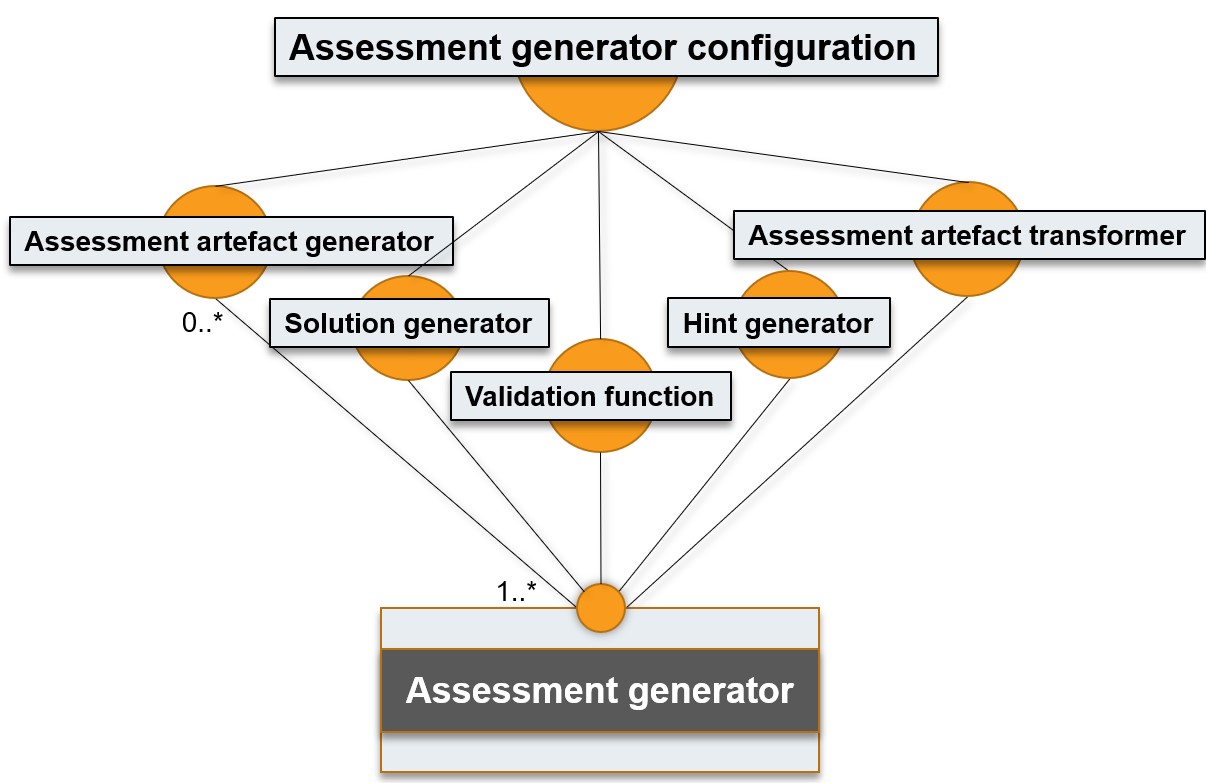 Assessment generator configuration
Assessment artefact generator
Assessment artefact transformer
0..*
Solution generator
Hint generator
Validation function
1..*
Assessment generator